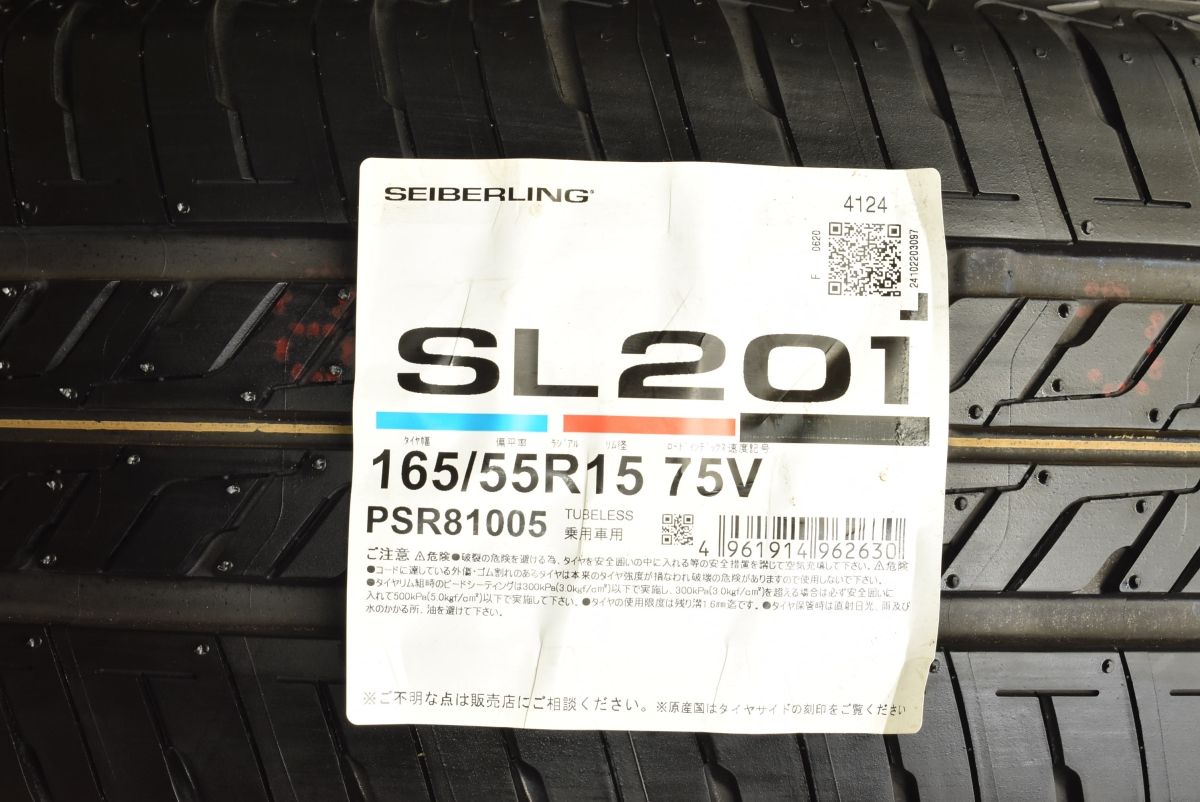 SEIBERLING
4124
F 0620
24102203097
SL201
タイヤ幅 偏平率 ラジアル リム径 ロードインデックス 速度記号
165/55R15 75V
PSR81005
TUBELESS
乗用車用
4 961914 962630
ご注意 ⚠危険●破裂の危険を避ける為、タイヤを安全囲いの中に入れる等の安全措置を講じて空気充填して下さい。⚠危険
●コードに達している外傷・ゴム割れのあるタイヤは本来のタイヤ強度が損なわれ破壊の危険がありますので使用しないで下さい。
●タイヤリム組時のビードシーティングは300kPa(3.0kgf/cm²)以下で実施し、300kPa(3.0kgf/cm²)を超える場合は必ず安全囲いに
入れて500kPa(5.0kgf/cm²)以下で実施して下さい。●タイヤの使用限度は残り溝1.6mm迄です。●タイヤ保管時は直射日光、雨及び
水のかかる所、油を避けて下さい。
※ご不明な点は販売店にご相談ください。※原産国はタイヤサイドの刻印をご覧ください